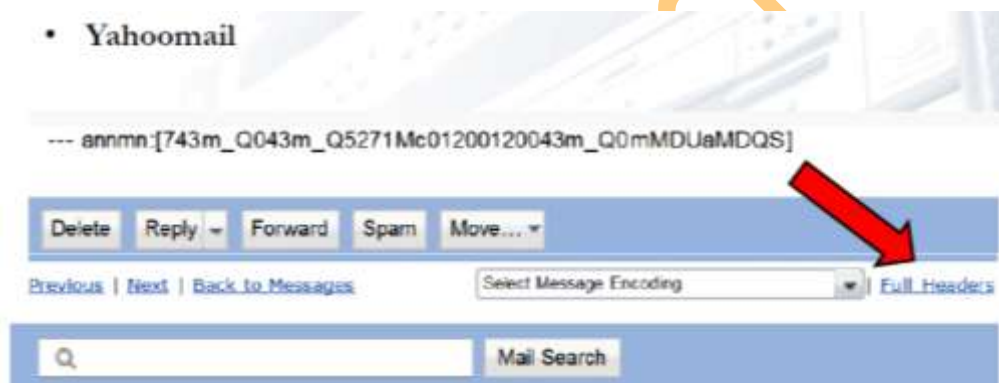 • Yahoomail
--- annmn:[743m_Q043m_Q5271Mc01200120043m_Q0mMDUaMDQS]
Delete Reply Forward Spam Move...
Previous | Next | Back to Messages Select Message Encoding | Full Headers
Mail Search